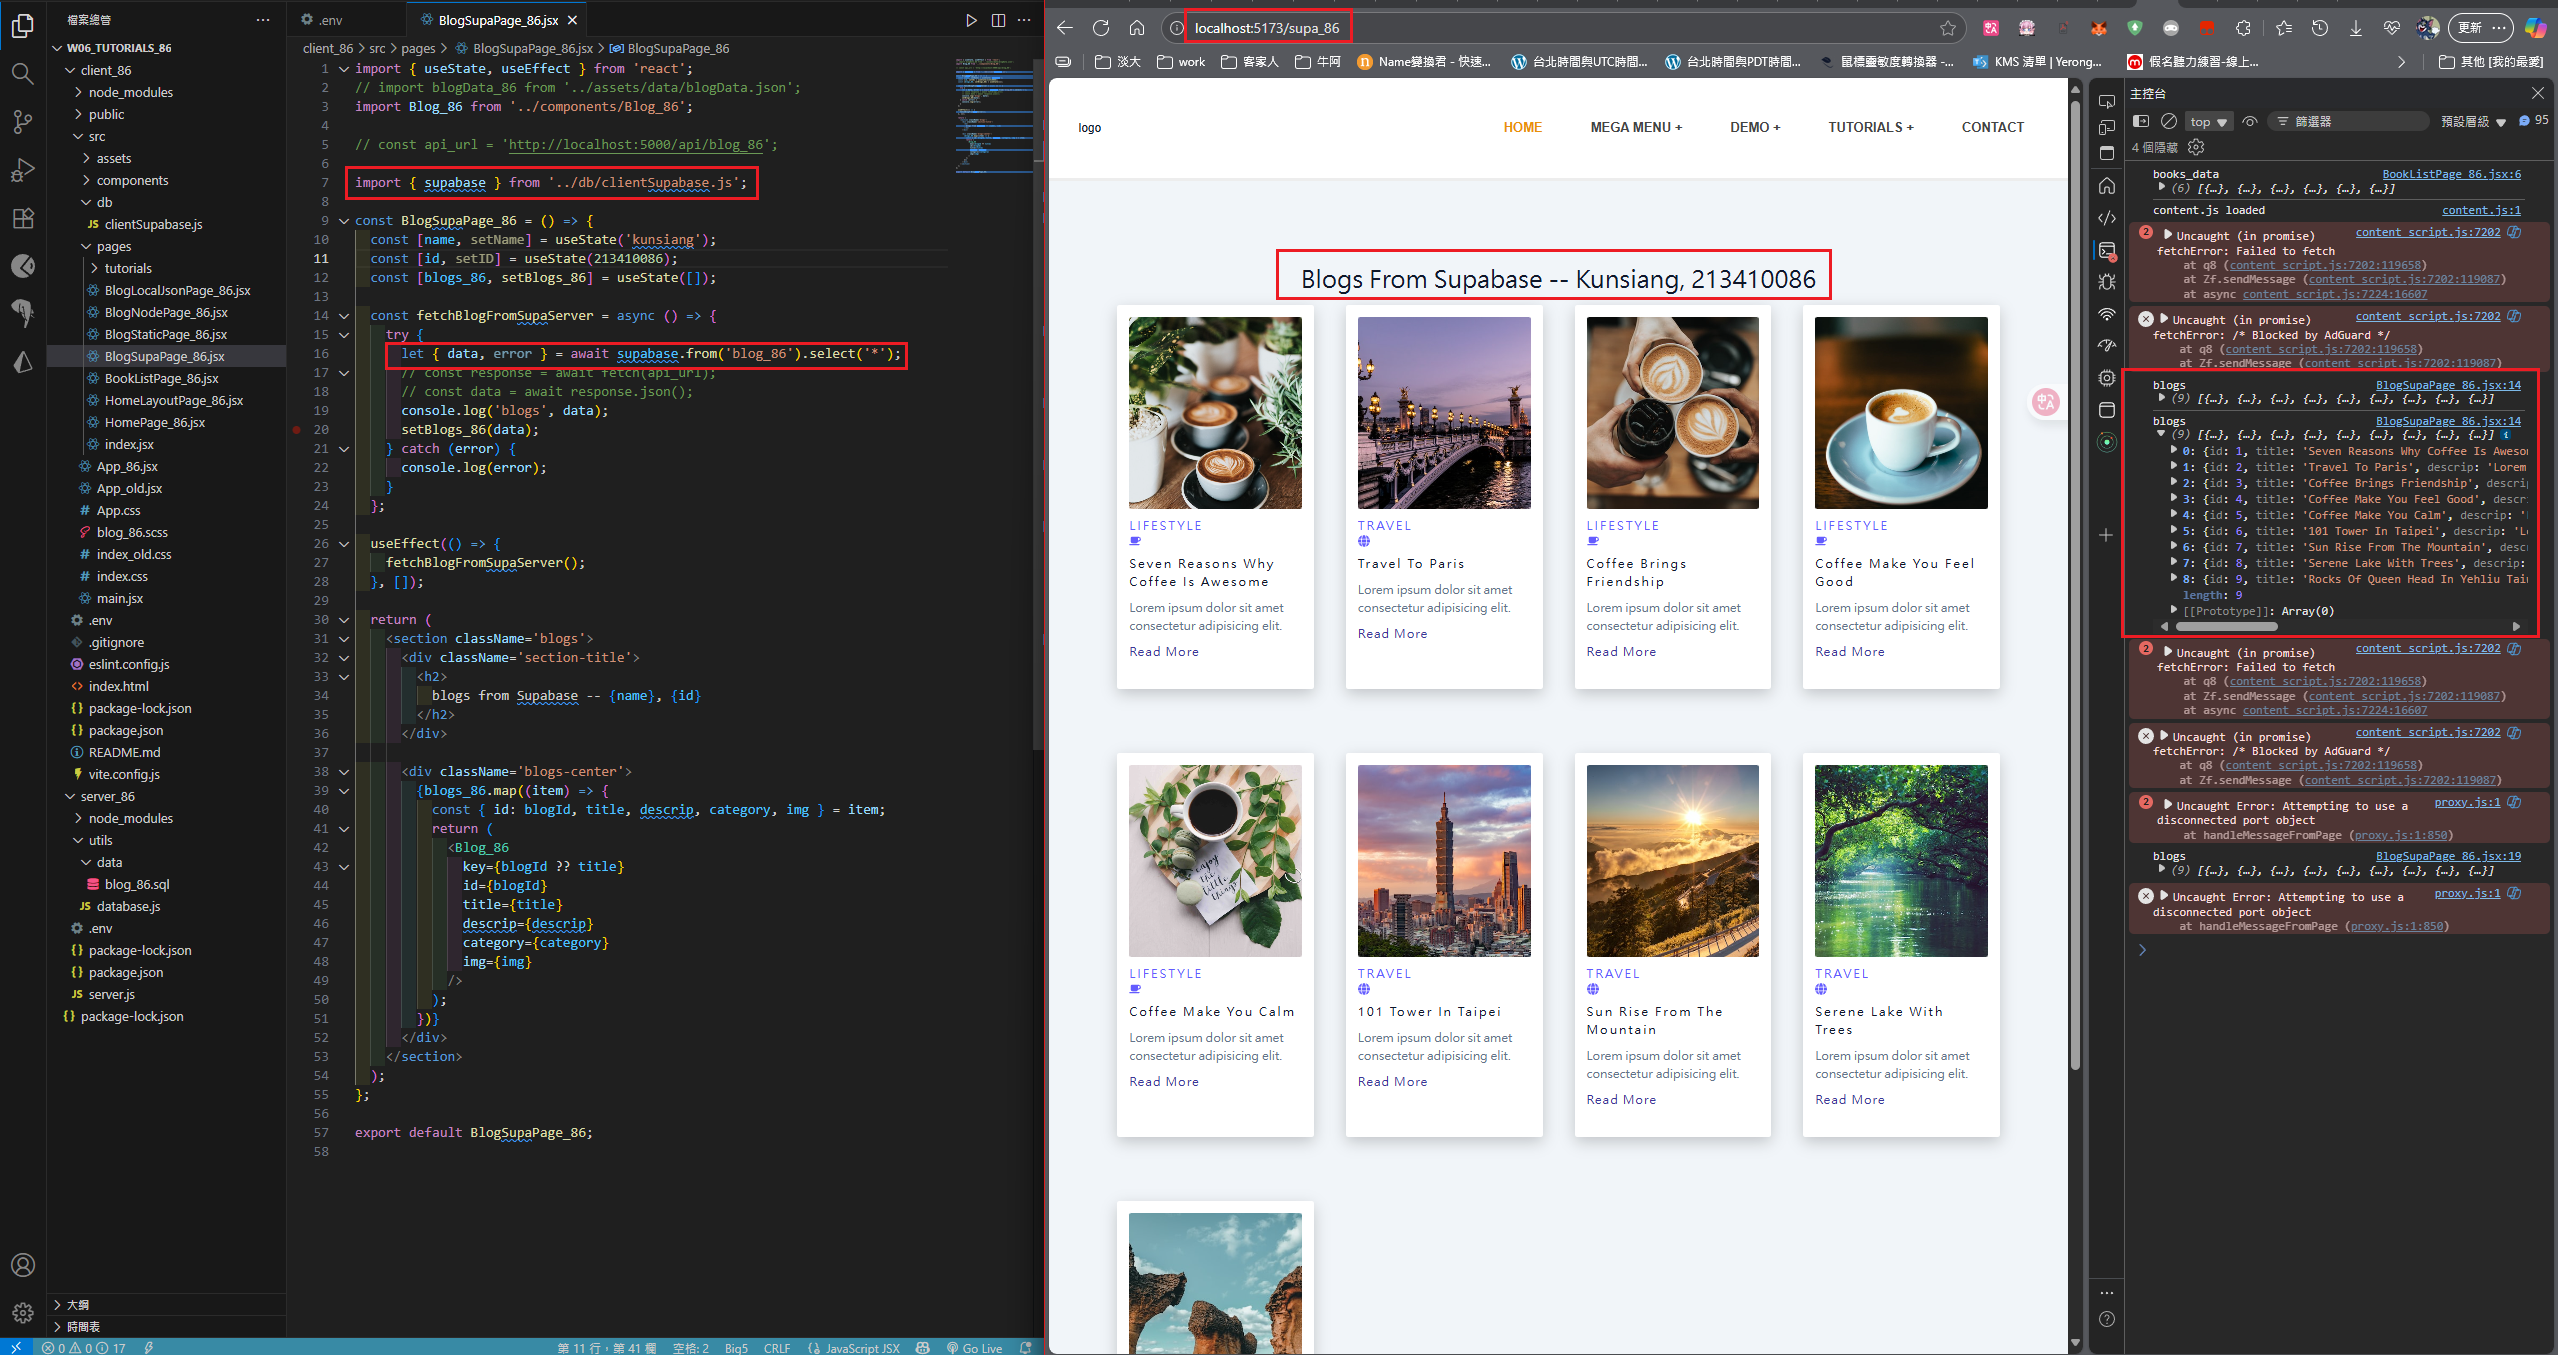 檔案總管
W06_TUTORIALS_86
client_86
node_modules
public
src
assets
components
db
clientSupabase.js
pages
tutorials
BlogLocalJsonPage_86.jsx
BlogNodePage_86.jsx
BlogStaticPage_86.jsx
BlogSupaPage_86.jsx
BookListPage_86.jsx
HomeLayoutPage_86.jsx
HomePage_86.jsx
index.jsx
App_86.jsx
App_old.jsx
App.css
blog_86.scss
index_old.css
index.css
main.jsx
.env
.gitignore
eslint.config.js
index.html
package-lock.json
package.json
README.md
vite.config.js
server_86
node_modules
utils
data
blog_86.sql
database.js
.env
package-lock.json
package.json
server.js
package-lock.json
大綱
時間表
.env
BlogSupaPage_86.jsx
client_86 > src > pages > BlogSupaPage_86.jsx > BlogSupaPage_86
1 import { useState, useEffect } from 'react';
2 // import blogData_86 from '../assets/data/blogData.json';
3 import Blog_86 from '../components/Blog_86';
4
5 // const api_url = 'http://localhost:5000/api/blog_86';
6
7 import { supabase } from '../db/clientSupabase.js';
8
9 const BlogSupaPage_86 = () => {
10 const [name, setName] = useState('kunsiang');
11 const [id, setID] = useState(213410086);
12 const [blogs_86, setBlogs_86] = useState([]);
13
14 const fetchBlogFromSupaServer = async () => {
15 try {
16 let { data, error } = await supabase.from('blog_86').select('*');
17 // const response = await fetch(api_url);
18 // const data = await response.json();
19 console.log('blogs', data);
20 setBlogs_86(data);
21 } catch (error) {
22 console.log(error);
23 }
24 };
25
26 useEffect(() => {
27 fetchBlogFromSupaServer();
28 }, []);
29
30 return (
31 <section className='blogs'>
32 <div className='section-title'>
33 <h2>
34 blogs from Supabase -- {name}, {id}
35 </h2>
36 </div>
37
38 <div className='blogs-center'>
39 {blogs_86.map((item) => {
40 const { id: blogId, title, descrip, category, img } = item;
41 return (
42 <Blog_86
43 key={blogId ?? title}
44 id={blogId}
45 title={title}
46 descrip={descrip}
47 category={category}
48 img={img}
49 />
50 );
51 })}
52 </div>
53 </section>
54 );
55 };
56
57 export default BlogSupaPage_86;
58
0 0 17
第 11 行，第 41 欄 空格: 2 Big5 CRLF JavaScript JSX Go Live
localhost:5173/supa_86
更新
淡大
work
客家人
牛阿
Name變換君 - 快速...
台北時間與UTC時間...
台北時間與PDT時間...
鼠標靈敏度轉換器 -...
KMS 清單 | Yerong...
假名聽力練習-線上...
其他 [我的最愛]
logo
HOME
MEGA MENU +
DEMO +
TUTORIALS +
CONTACT
Blogs From Supabase -- Kunsiang, 213410086
LIFESTYLE
Seven Reasons Why
Coffee Is Awesome
Lorem ipsum dolor sit amet
consectetur adipisicing elit.
Read More
TRAVEL
Travel To Paris
Lorem ipsum dolor sit amet
consectetur adipisicing elit.
Read More
LIFESTYLE
Coffee Brings
Friendship
Lorem ipsum dolor sit amet
consectetur adipisicing elit.
Read More
LIFESTYLE
Coffee Make You Feel
Good
Lorem ipsum dolor sit amet
consectetur adipisicing elit.
Read More
enjoy
the
little
things
LIFESTYLE
Coffee Make You Calm
Lorem ipsum dolor sit amet
consectetur adipisicing elit.
Read More
TRAVEL
101 Tower In Taipei
Lorem ipsum dolor sit amet
consectetur adipisicing elit.
Read More
TRAVEL
Sun Rise From The
Mountain
Lorem ipsum dolor sit amet
consectetur adipisicing elit.
Read More
TRAVEL
Serene Lake With
Trees
Lorem ipsum dolor sit amet
consectetur adipisicing elit.
Read More
主控台
top
篩選器
預設層級
95
4 個隱藏
books_data BookListPage_86.jsx:6
(6) [{…}, {…}, {…}, {…}, {…}, {…}]
content.js loaded content.js:1
2 Uncaught (in promise) content_script.js:7202
fetchError: Failed to fetch
at q8 (content_script.js:7202:119658)
at Zf.sendMessage (content_script.js:7202:119087)
at async content_script.js:7224:16607
Uncaught (in promise) content_script.js:7202
fetchError: /* Blocked by AdGuard */
at q8 (content_script.js:7202:119658)
at Zf.sendMessage (content_script.js:7202:119087)
blogs BlogSupaPage_86.jsx:14
(9) [{…}, {…}, {…}, {…}, {…}, {…}, {…}, {…}, {…}]
blogs BlogSupaPage_86.jsx:14
(9) [{…}, {…}, {…}, {…}, {…}, {…}, {…}, {…}, {…}]
0: {id: 1, title: 'Seven Reasons Why Coffee Is Aweson
1: {id: 2, title: 'Travel To Paris', descrip: 'Lorem
2: {id: 3, title: 'Coffee Brings Friendship', descrip
3: {id: 4, title: 'Coffee Make You Feel Good', descr
4: {id: 5, title: 'Coffee Make You Calm', descrip: '
5: {id: 6, title: '101 Tower In Taipei', descrip: 'L
6: {id: 7, title: 'Sun Rise From The Mountain', desc
7: {id: 8, title: 'Serene Lake With Trees', descrip:
8: {id: 9, title: 'Rocks Of Queen Head In Yehliu Tai
length: 9
[[Prototype]]: Array(0)
2 Uncaught (in promise) content_script.js:7202
fetchError: Failed to fetch
at q8 (content_script.js:7202:119658)
at Zf.sendMessage (content_script.js:7202:119087)
at async content_script.js:7224:16607
Uncaught (in promise) content_script.js:7202
fetchError: /* Blocked by AdGuard */
at q8 (content_script.js:7202:119658)
at Zf.sendMessage (content_script.js:7202:119087)
2 Uncaught Error: Attempting to use a proxy.js:1
disconnected port object
at handleMessageFromPage (proxy.js:1:850)
blogs BlogSupaPage_86.jsx:19
(9) [{…}, {…}, {…}, {…}, {…}, {…}, {…}, {…}, {…}]
Uncaught Error: Attempting to use a proxy.js:1
disconnected port object
at handleMessageFromPage (proxy.js:1:850)